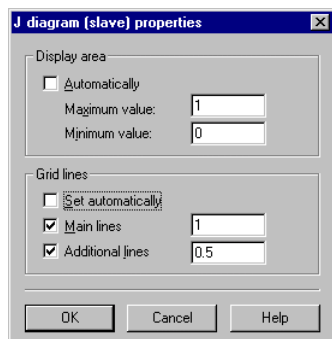 J diagram (slave) properties
Display area
Automatically
Maximum value: 1
Minimum value: 0
Grid lines
Set automatically
Main lines 1
Additional lines 0.5
OK Cancel Help